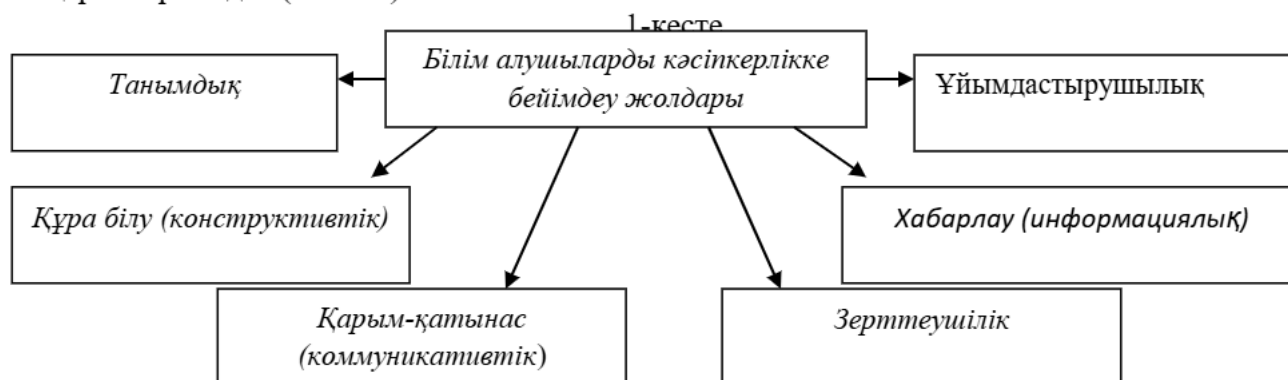 1-кесте
Білім алушыларды кәсіпкерлікке
бейімдеу жолдары
Танымдық
Ұйымдастырушылық
Құра білу (конструктивтік)
Хабарлау (информациялық)
Қарым-қатынас
(коммуникативтік)
Зерттеушілік